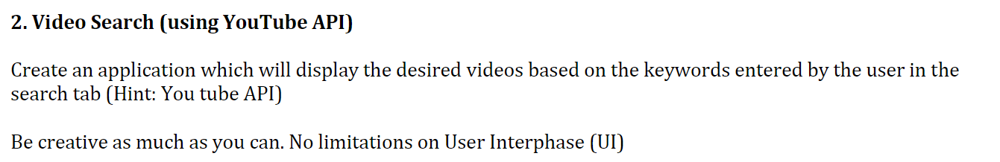 2. Video Search (using YouTube API)
Create an application which will display the desired videos based on the keywords entered by the user in the
search tab (Hint: You tube API)
Be creative as much as you can. No limitations on User Interphase (UI)